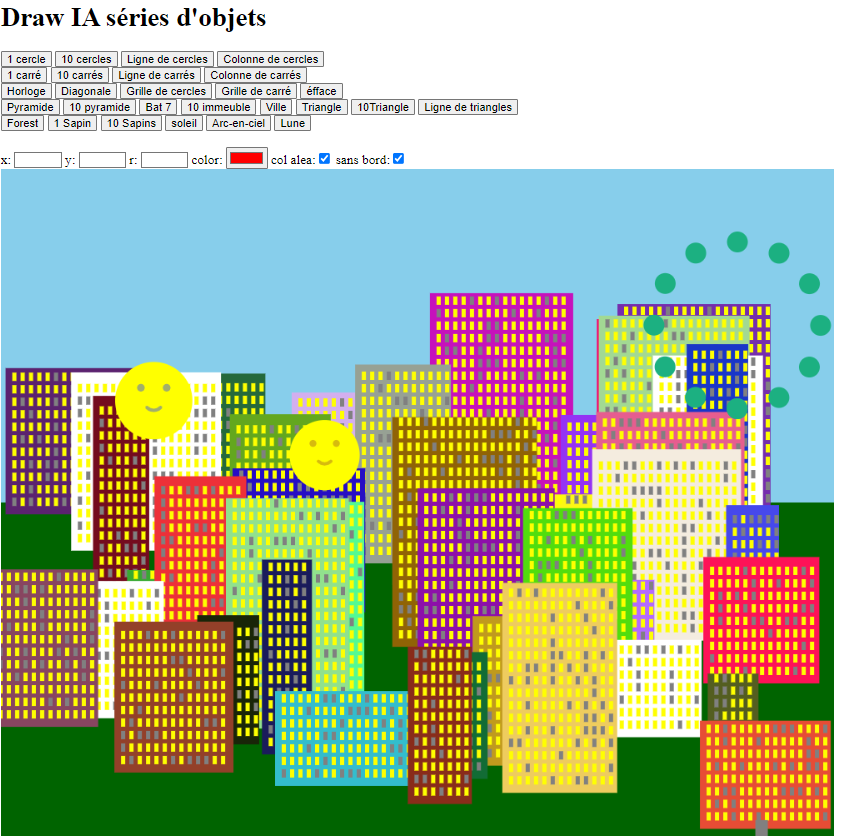 Draw IA séries d'objets
1 cercle 10 cercles Ligne de cercles Colonne de cercles
1 carré 10 carrés Ligne de carrés Colonne de carrés
Horloge Diagonale Grille de cercles Grille de carré éfface
Pyramide 10 pyramide Bat 7 10 immeuble Ville Triangle 10Triangle Ligne de triangles
Forest 1 Sapin 10 Sapins soleil Arc-en-ciel Lune
x: y: r: color: col alea: sans bord: